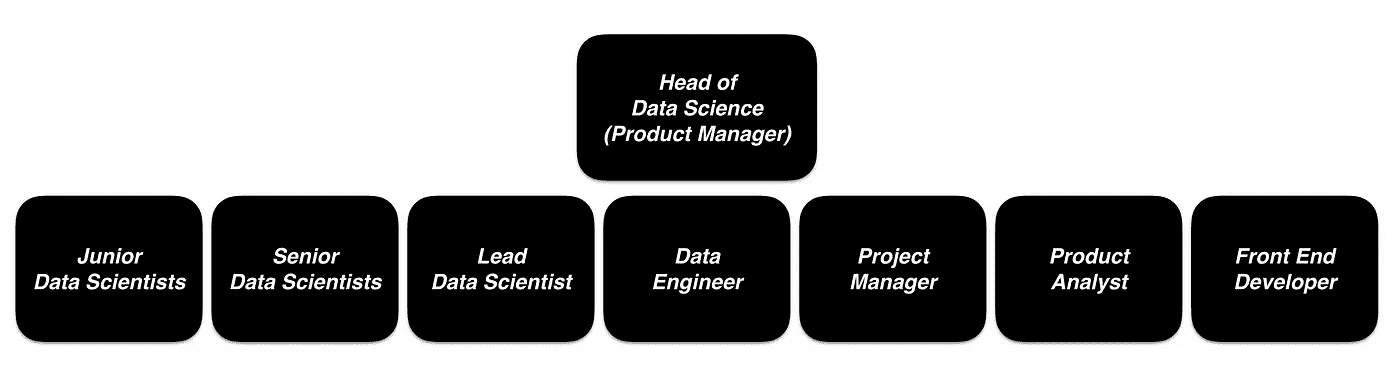 Head of
Data Science
(Product Manager)
Junior
Data Scientists
Senior
Data Scientists
Lead
Data Scientist
Data
Engineer
Project
Manager
Product
Analyst
Front End
Developer